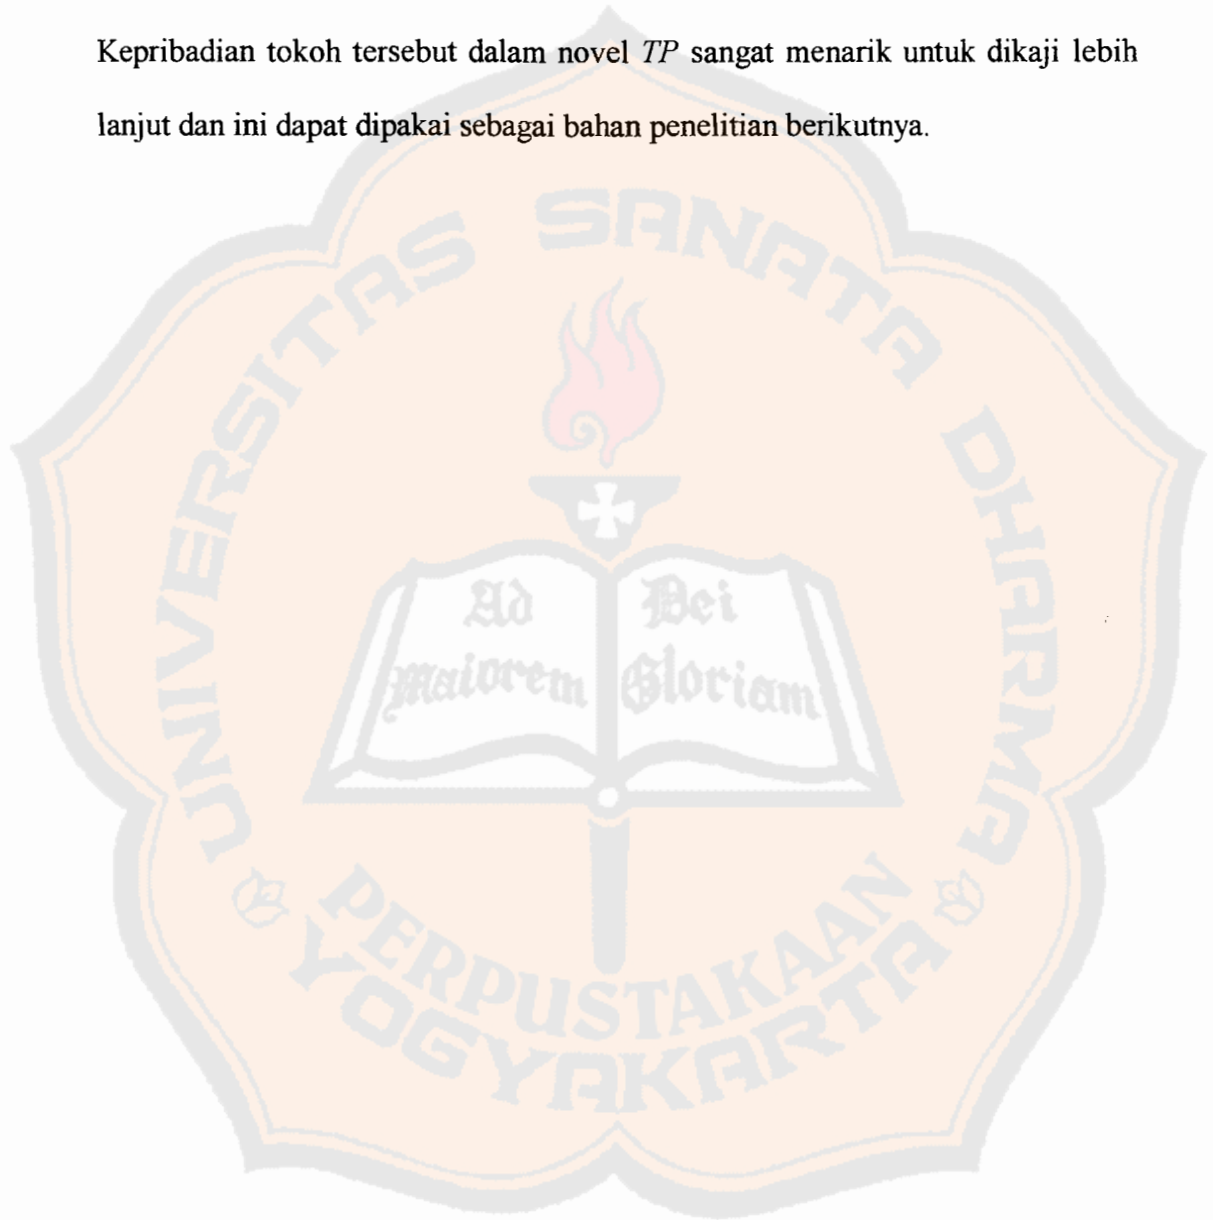 Kepribadian tokoh tersebut dalam novel TP sangat menarik untuk dikaji lebih
lanjut dan ini dapat dipakai sebagai bahan penelitian berikutnya.
UNIVERSITAS SANATA DHARMA
Ad Dei
Maiorem Gloriam
PERPUSTAKAAN
YOGYAKARTA